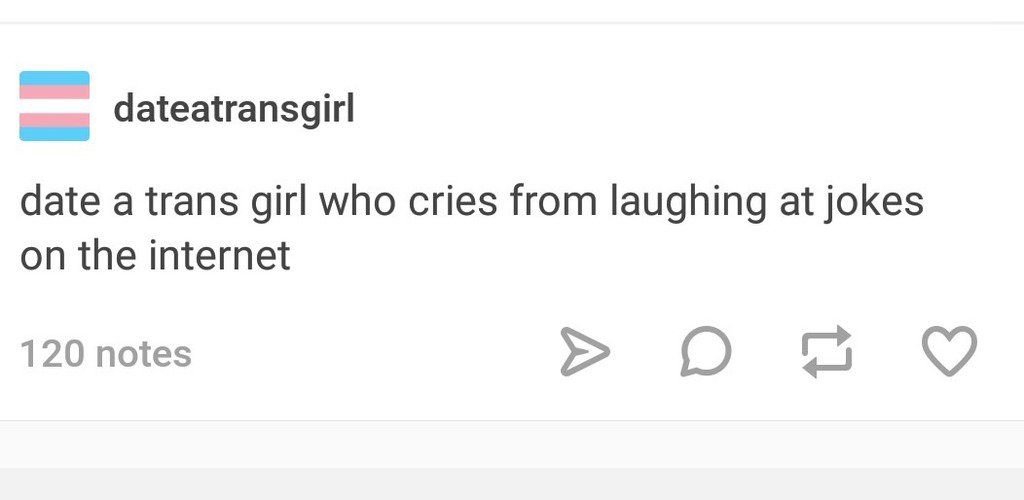 dateatransgirl
date a trans girl who cries from laughing at jokes
on the internet
120 notes